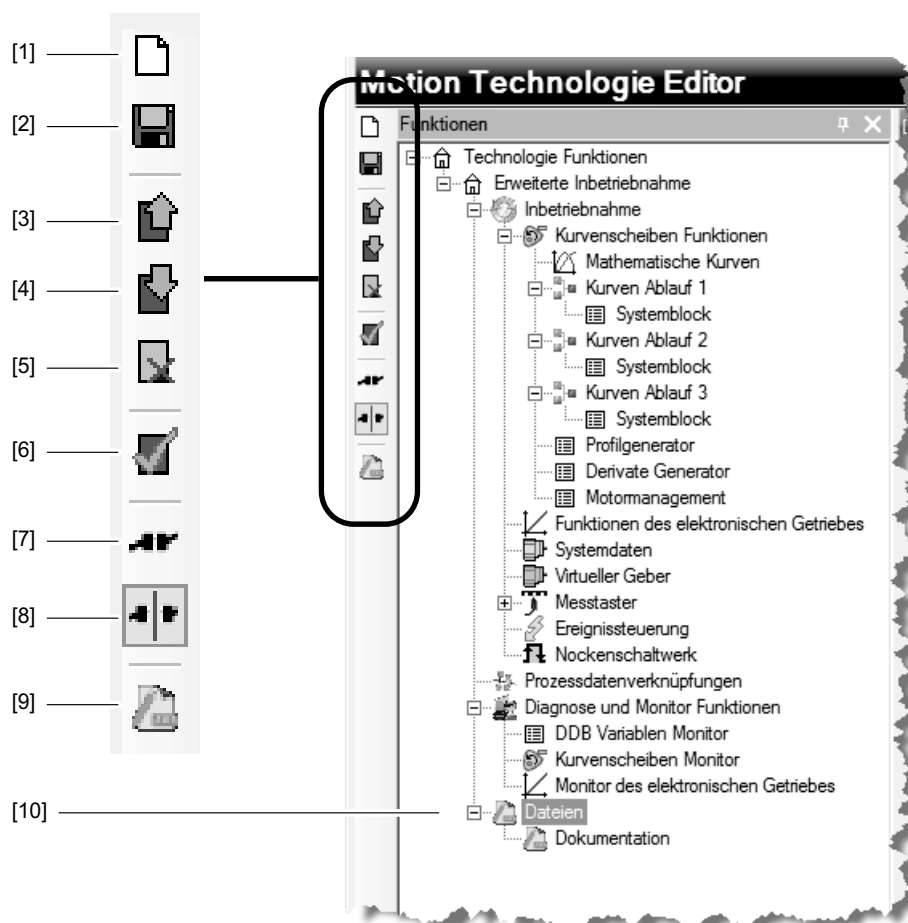 [1]
[2]
[3]
[4]
[5]
[6]
[7]
[8]
[9]
[10]
Motion Technologie Editor
Funktionen
Technologie Funktionen
Erweiterte Inbetriebnahme
Inbetriebnahme
Kurvenscheiben Funktionen
Mathematische Kurven
Kurven Ablauf 1
Systemblock
Kurven Ablauf 2
Systemblock
Kurven Ablauf 3
Systemblock
Profilgenerator
Derivate Generator
Motormanagement
Funktionen des elektronischen Getriebes
Systemdaten
Virtueller Geber
Messtaster
Ereignissteuerung
Nockenschaltwerk
Prozessdatenverknüpfungen
Diagnose und Monitor Funktionen
DDB Variablen Monitor
Kurvenscheiben Monitor
Monitor des elektronischen Getriebes
Dateien
Dokumentation